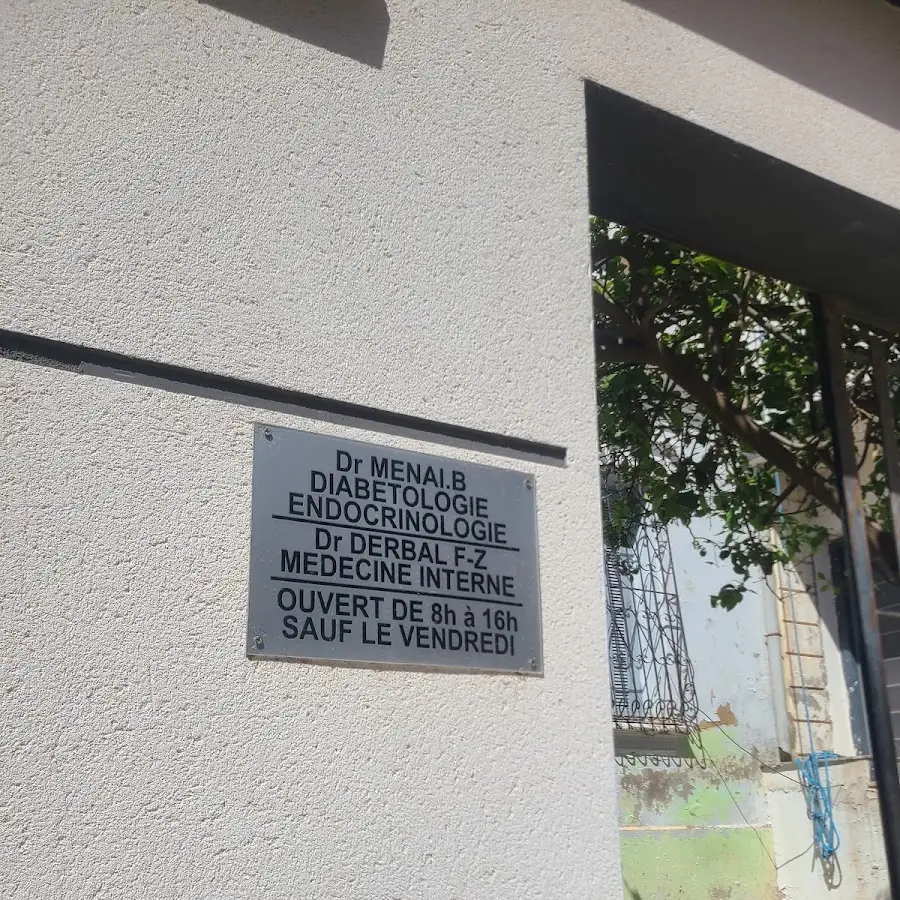 Dr MENAI.B
DIABETOLOGIE
ENDOCRINOLOGIE
Dr DERBAL F-Z
MEDECINE INTERNE
OUVERT DE 8h à 16h
SAUF LE VENDREDI